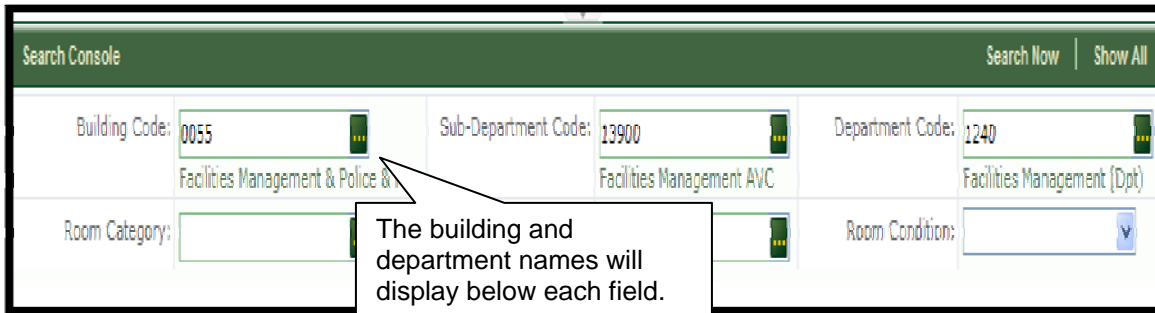 Search Console Search Now | Show All
Building Code: 0055 ... Sub-Department Code: 13900 ... Department Code: 1240 ...
Facilities Management & Police & Facilities Management AVC Facilities Management (Dpt)
Room Category: ... Room Condition:
The building and
department names will
display below each field.